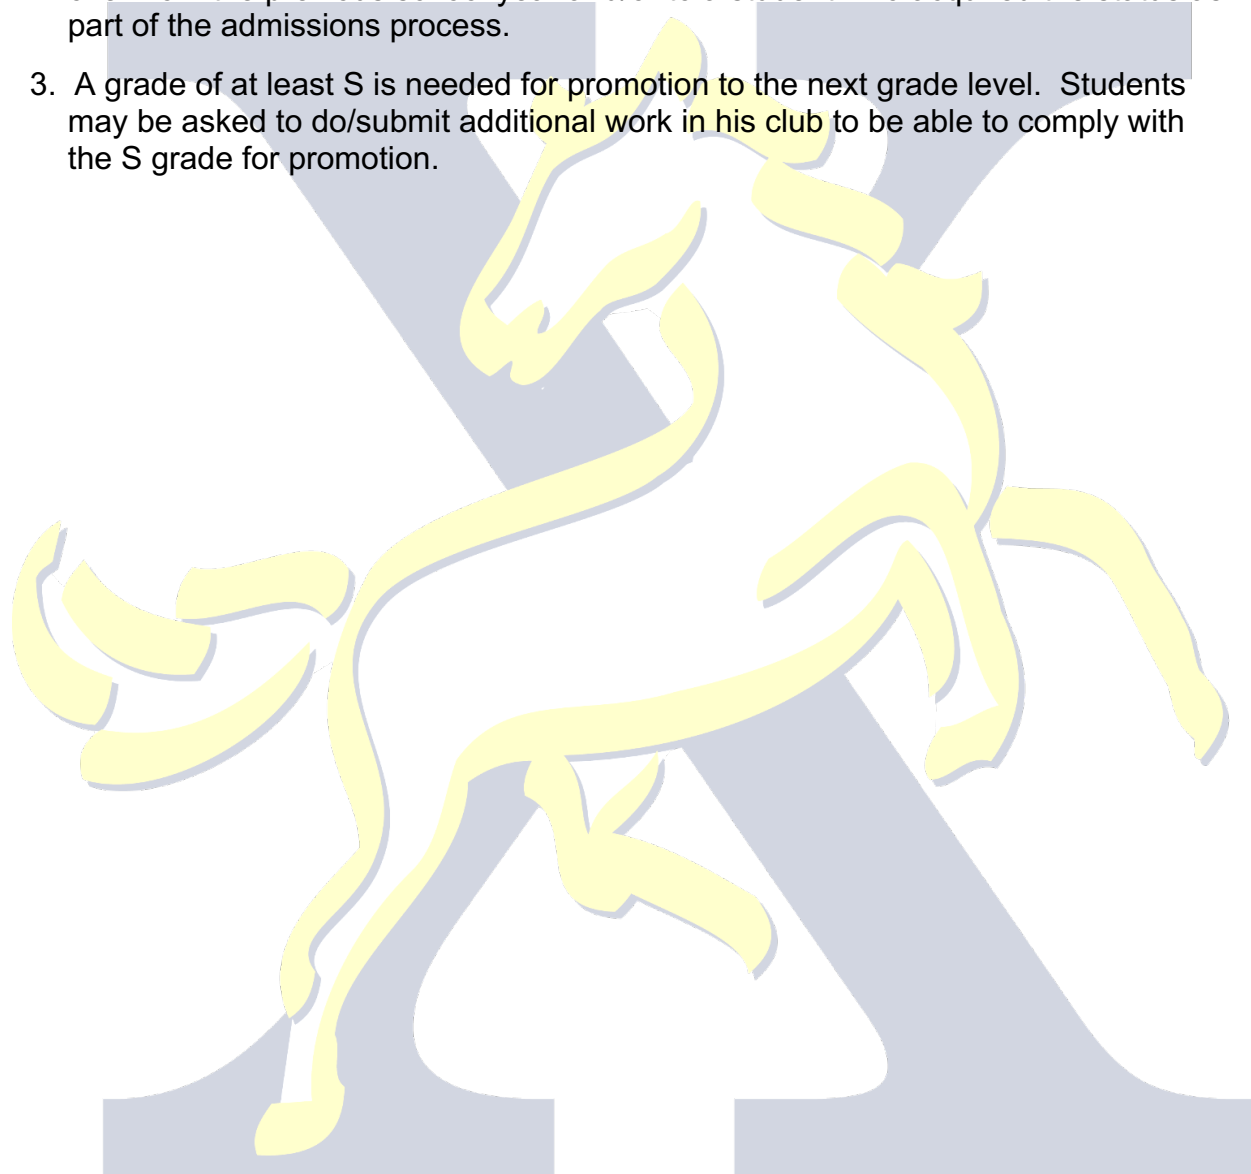 part of the admissions process.
3. A grade of at least S is needed for promotion to the next grade level. Students
may be asked to do/submit additional work in his club to be able to comply with
the S grade for promotion.
X